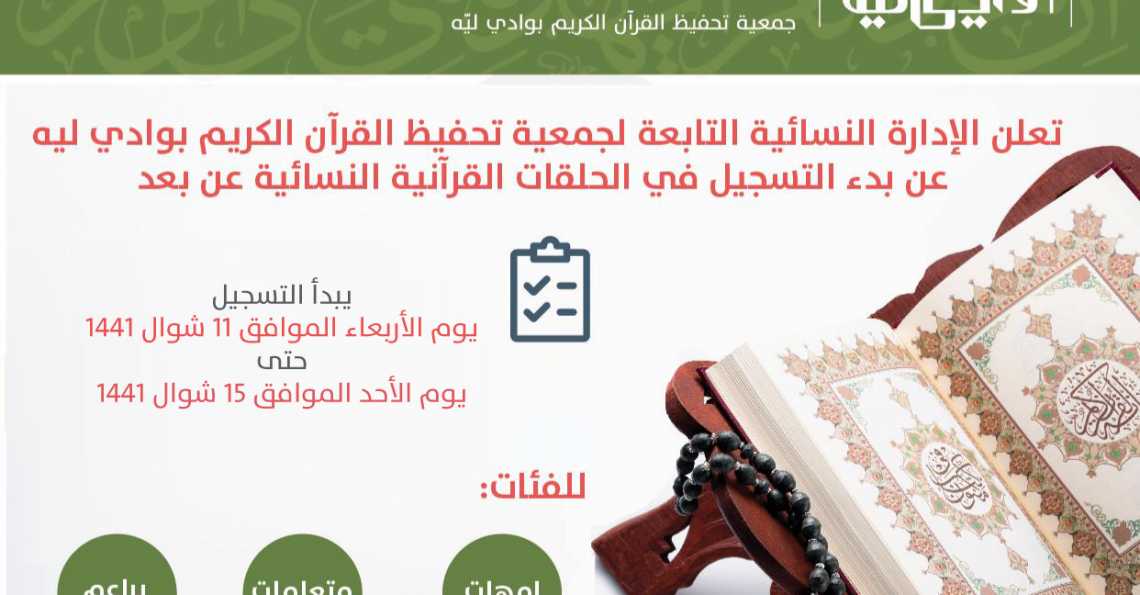 جمعية تحفيظ القرآن الكريم بوادي ليّه
تعلن الإدارة النسائية التابعة لجمعية تحفيظ القرآن الكريم بوادي ليه
عن بدء التسجيل في الحلقات القرآنية النسائية عن بعد
يبدأ التسجيل
يوم الأربعاء الموافق 11 شوال 1441
حتى
يوم الأحد الموافق 15 شوال 1441
للفئات:
امهات
متعلمات
براعم